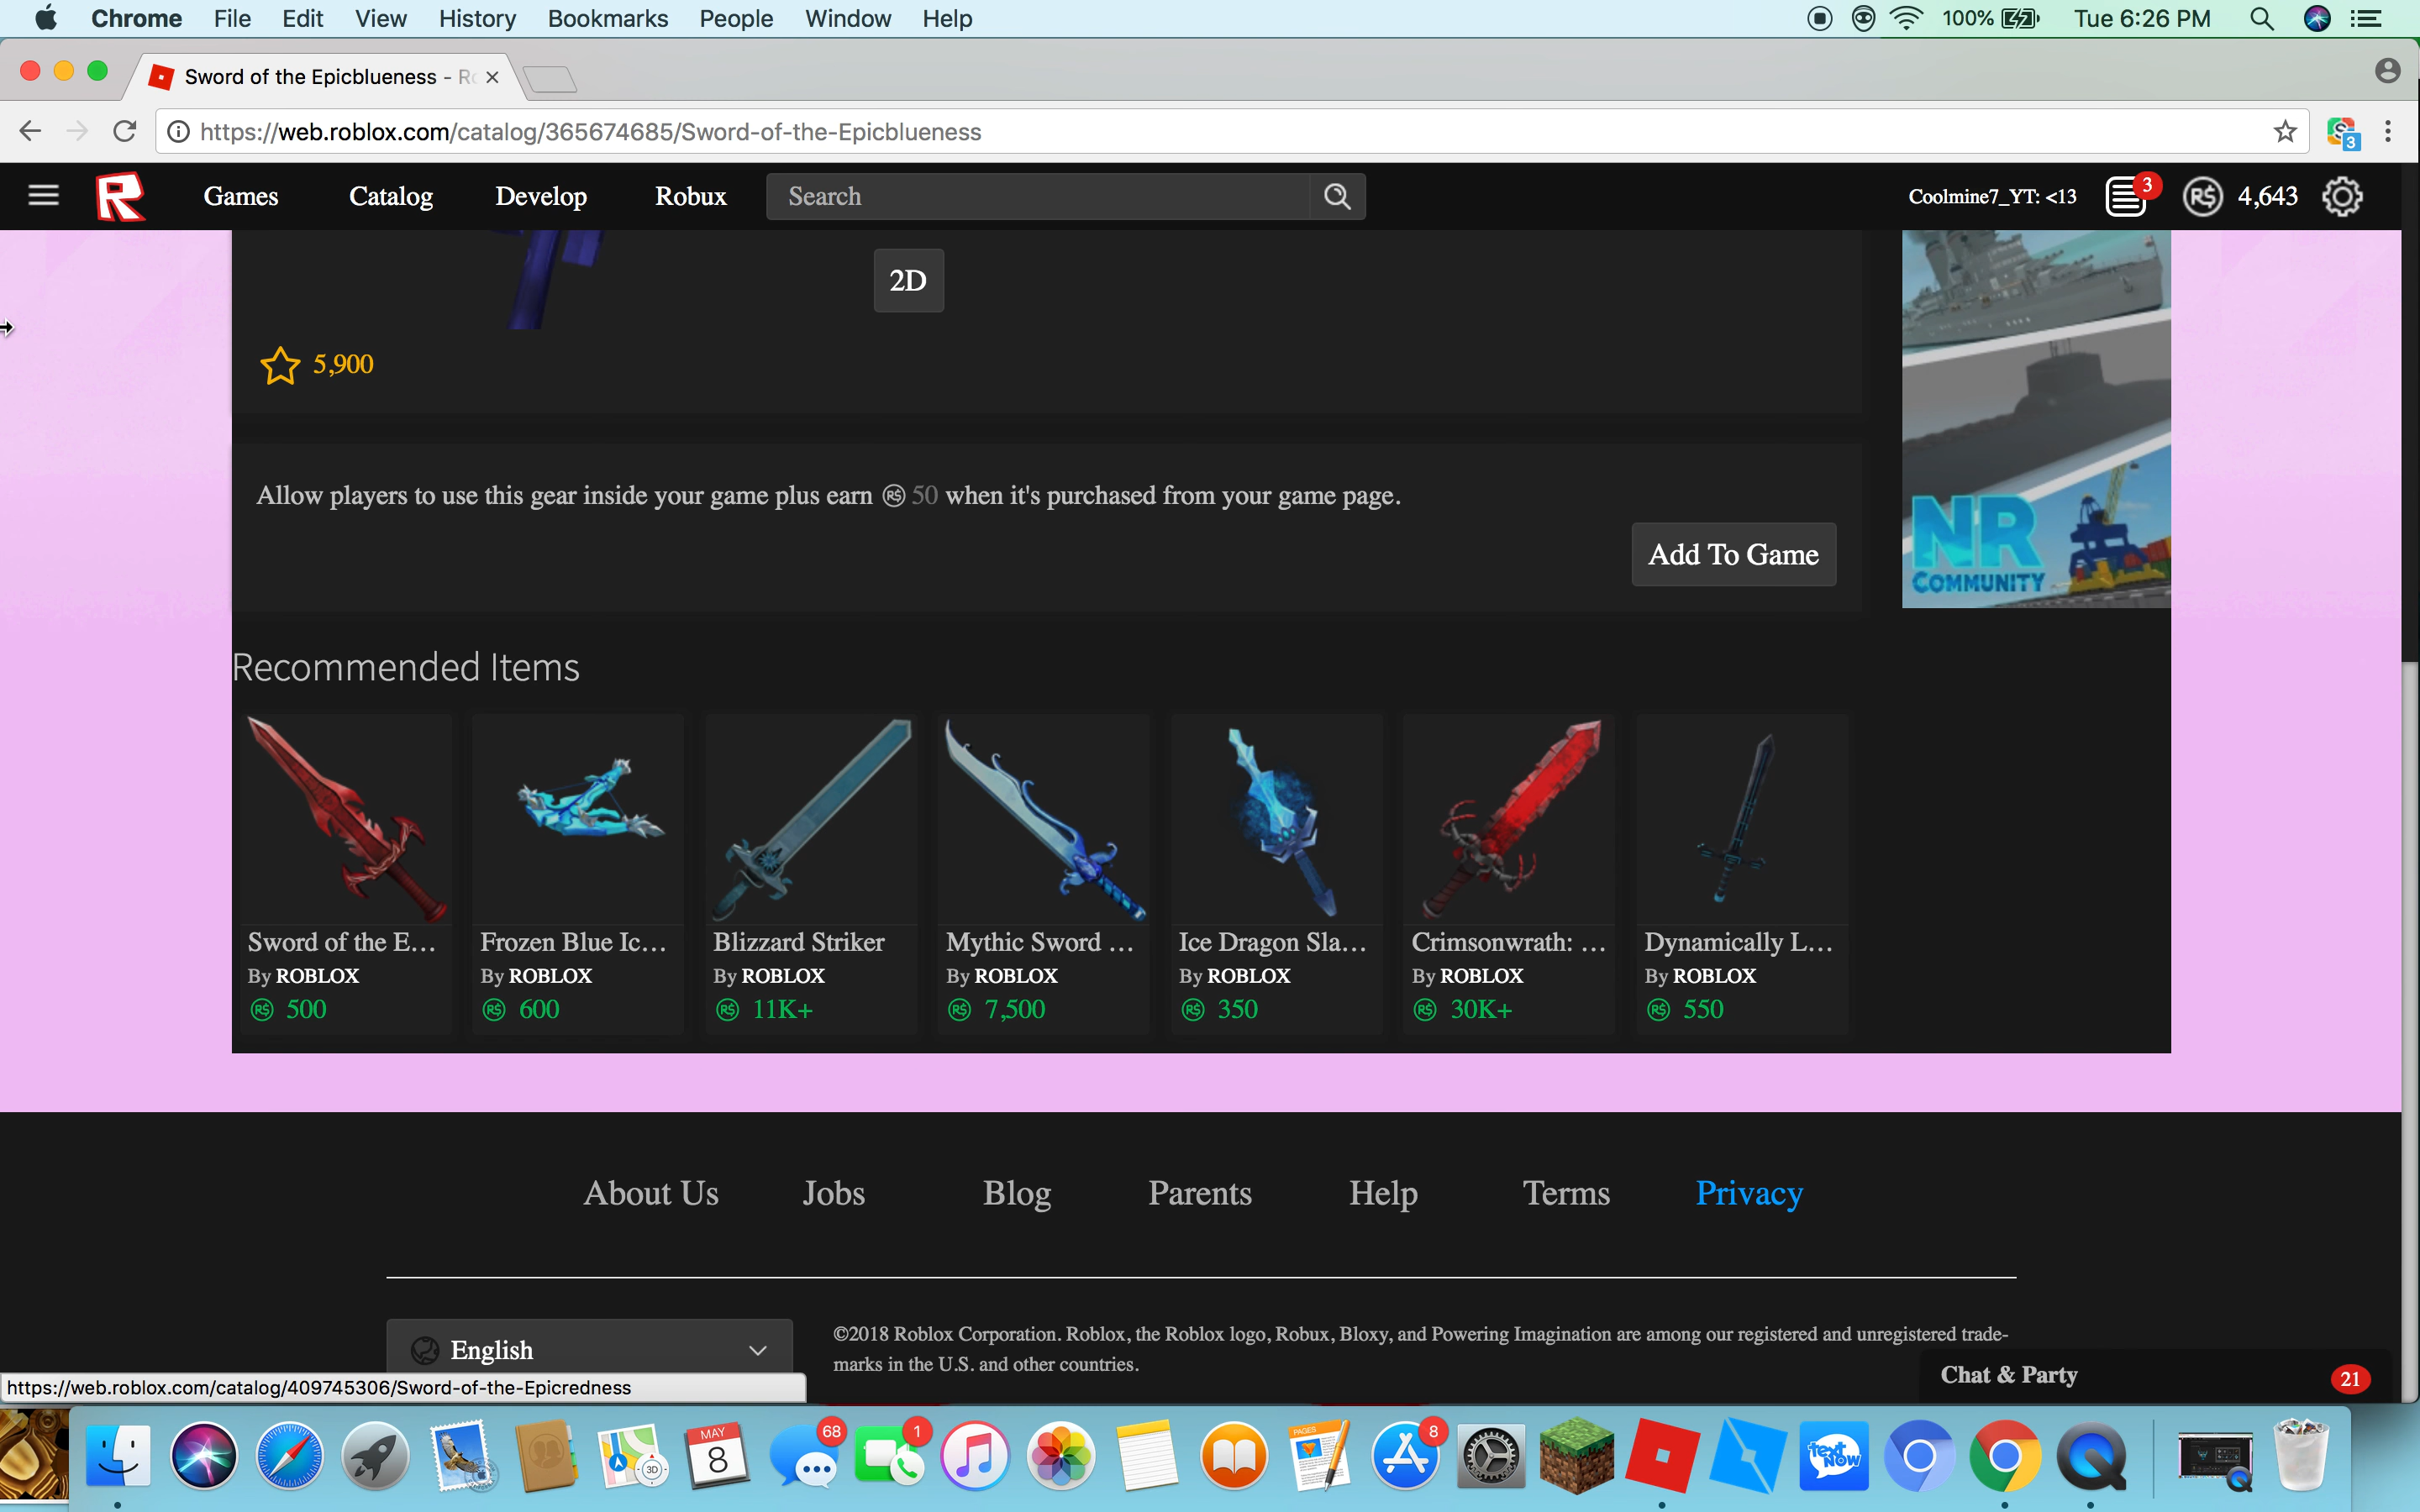 Chrome File Edit View History Bookmarks People Window Help 100% Tue 6:26 PM
Sword of the Epicblueness - Ro
https://web.roblox.com/catalog/365674685/Sword-of-the-Epicblueness
3
Games Catalog Develop Robux Search Coolmine7_YT: <13 3 R$ 4,643
2D
5,900
Allow players to use this gear inside your game plus earn R$ 50 when it's purchased from your game page.
Add To Game
NR
COMMUNITY
Recommended Items
Sword of the E... Frozen Blue Ic... Blizzard Striker Mythic Sword ... Ice Dragon Sla... Crimsonwrath: ... Dynamically L...
By ROBLOX By ROBLOX By ROBLOX By ROBLOX By ROBLOX By ROBLOX By ROBLOX
R$ 500 R$ 600 R$ 11K+ R$ 7,500 R$ 350 R$ 30K+ R$ 550
About Us Jobs Blog Parents Help Terms Privacy
English
©2018 Roblox Corporation. Roblox, the Roblox logo, Robux, Bloxy, and Powering Imagination are among our registered and unregistered trade-
marks in the U.S. and other countries.
Chat & Party 21
https://web.roblox.com/catalog/409745306/Sword-of-the-Epicredness
3D
MAY
8
68
1
PAGES
8
text
Now